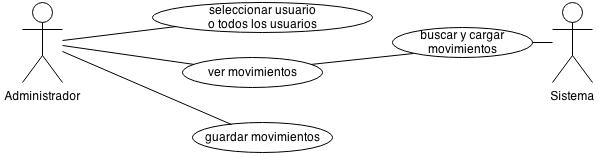 seleccionar usuario
o todos los usuarios
buscar y cargar
movimientos
ver movimientos
Administrador
Sistema
guardar movimientos